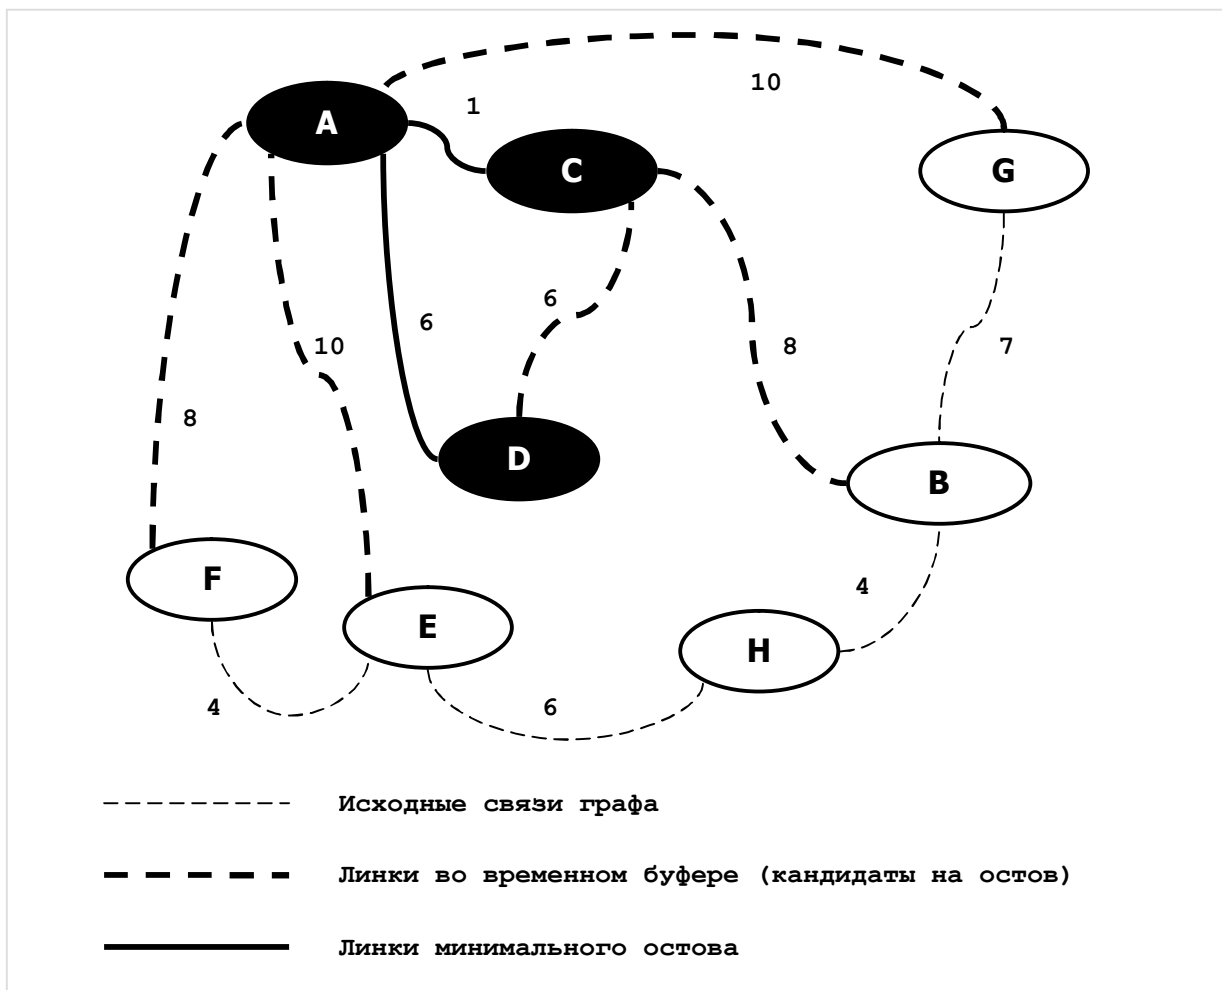 10
1
A
C
G
6
6
10
8
7
8
D
B
F
4
E
H
4
6
Исходные связи графа
Линки во временном буфере (кандидаты на остов)
Линки минимального остова